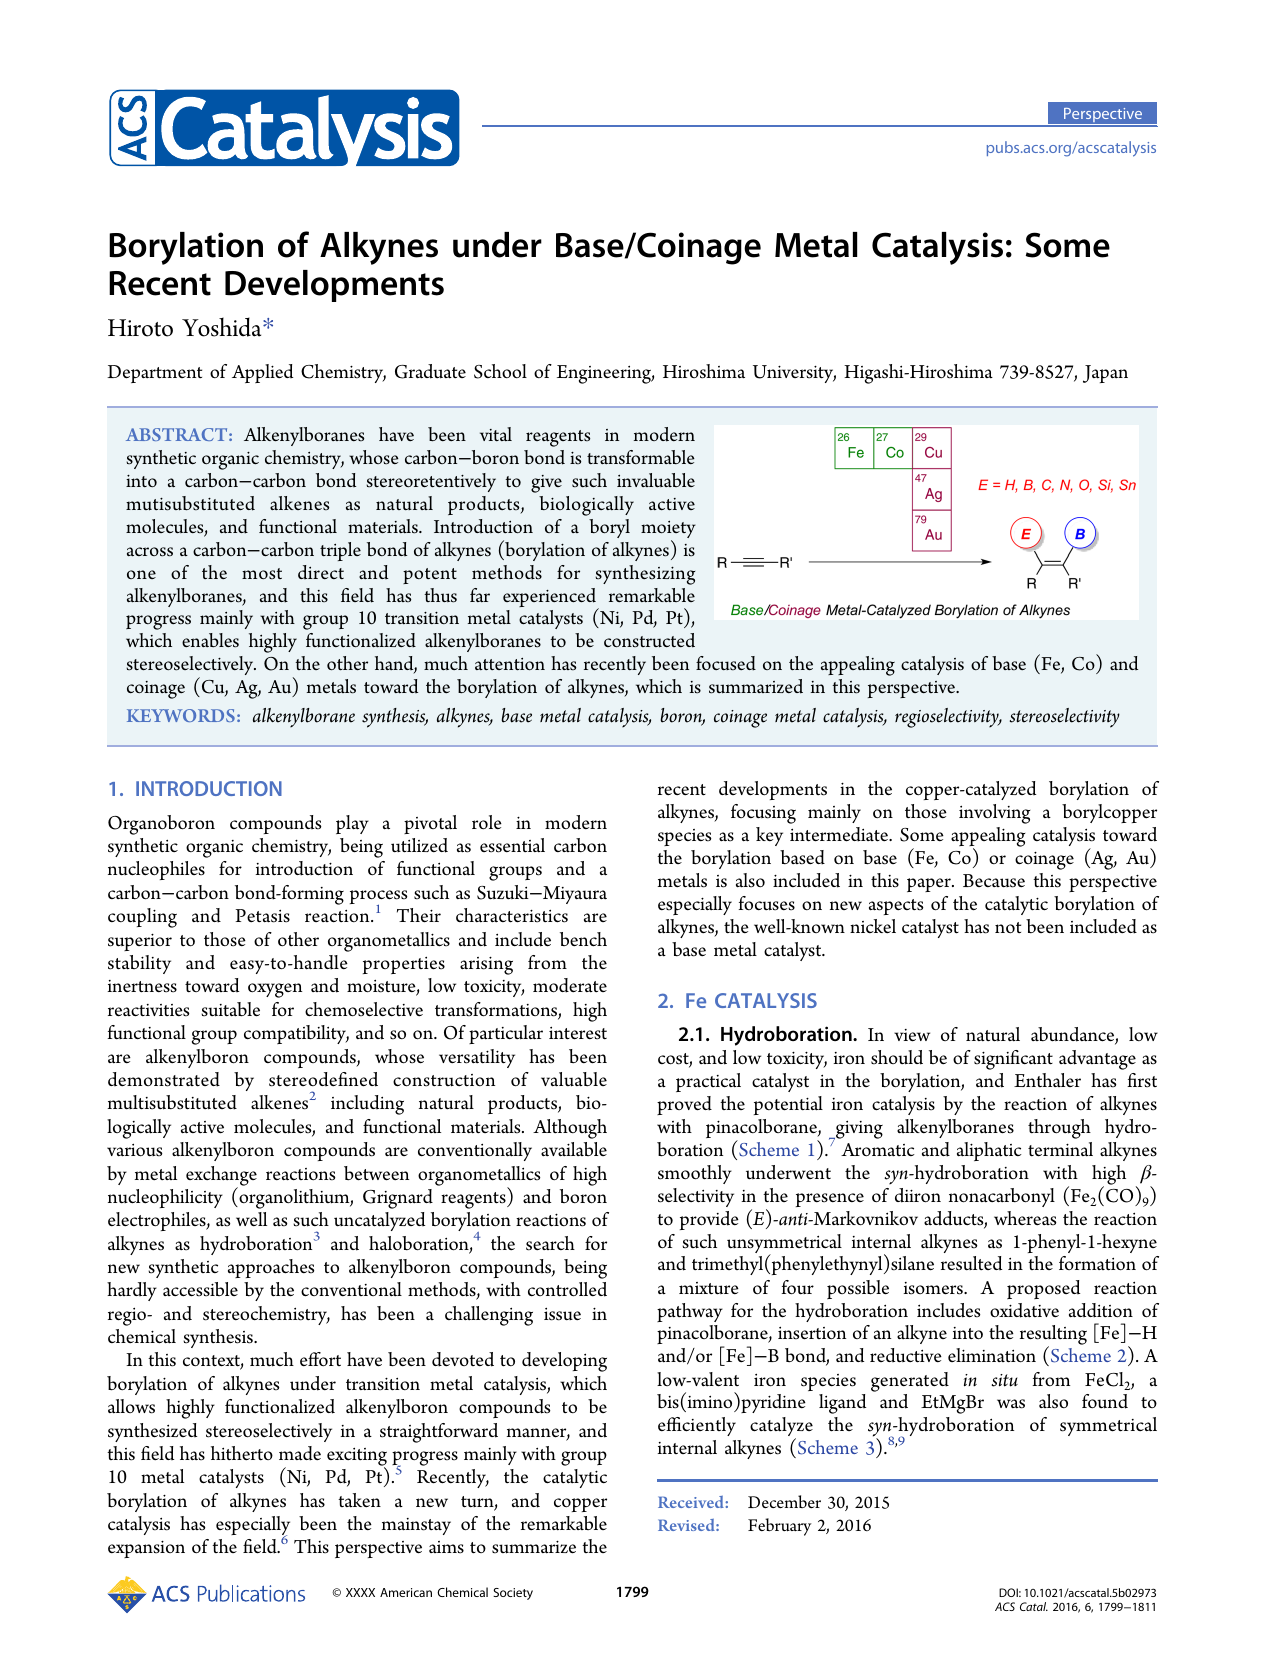 ACS Catalysis
Perspective
pubs.acs.org/acscatalysis
Borylation of Alkynes under Base/Coinage Metal Catalysis: Some
Recent Developments
Hiroto Yoshida*
Department of Applied Chemistry, Graduate School of Engineering, Hiroshima University, Higashi-Hiroshima 739-8527, Japan
ABSTRACT: Alkenylboranes have been vital reagents in modern
synthetic organic chemistry, whose carbon−boron bond is transformable
into a carbon−carbon bond stereoretentively to give such invaluable
mutisubstituted alkenes as natural products, biologically active
molecules, and functional materials. Introduction of a boryl moiety
across a carbon−carbon triple bond of alkynes (borylation of alkynes) is
one of the most direct and potent methods for synthesizing
alkenylboranes, and this field has thus far experienced remarkable
progress mainly with group 10 transition metal catalysts (Ni, Pd, Pt),
which enables highly functionalized alkenylboranes to be constructed
stereoselectively. On the other hand, much attention has recently been focused on the appealing catalysis of base (Fe, Co) and
coinage (Cu, Ag, Au) metals toward the borylation of alkynes, which is summarized in this perspective.
26 27 29
Fe Co Cu
47
Ag
79
Au
E = H, B, C, N, O, Si, Sn
E B
R R'
R R'
Base/Coinage Metal-Catalyzed Borylation of Alkynes
KEYWORDS: alkenylborane synthesis, alkynes, base metal catalysis, boron, coinage metal catalysis, regioselectivity, stereoselectivity
1. INTRODUCTION
Organoboron compounds play a pivotal role in modern
synthetic organic chemistry, being utilized as essential carbon
nucleophiles for introduction of functional groups and a
carbon−carbon bond-forming process such as Suzuki−Miyaura
coupling and Petasis reaction.1 Their characteristics are
superior to those of other organometallics and include bench
stability and easy-to-handle properties arising from the
inertness toward oxygen and moisture, low toxicity, moderate
reactivities suitable for chemoselective transformations, high
functional group compatibility, and so on. Of particular interest
are alkenylboron compounds, whose versatility has been
demonstrated by stereodefined construction of valuable
multisubstituted alkenes2 including natural products, bio-
logically active molecules, and functional materials. Although
various alkenylboron compounds are conventionally available
by metal exchange reactions between organometallics of high
nucleophilicity (organolithium, Grignard reagents) and boron
electrophiles, as well as such uncatalyzed borylation reactions of
alkynes as hydroboration3 and haloboration,4 the search for
new synthetic approaches to alkenylboron compounds, being
hardly accessible by the conventional methods, with controlled
regio- and stereochemistry, has been a challenging issue in
chemical synthesis.
In this context, much effort have been devoted to developing
borylation of alkynes under transition metal catalysis, which
allows highly functionalized alkenylboron compounds to be
synthesized stereoselectively in a straightforward manner, and
this field has hitherto made exciting progress mainly with group
10 metal catalysts (Ni, Pd, Pt).5 Recently, the catalytic
borylation of alkynes has taken a new turn, and copper
catalysis has especially been the mainstay of the remarkable
expansion of the field.6 This perspective aims to summarize the
recent developments in the copper-catalyzed borylation of
alkynes, focusing mainly on those involving a borylcopper
species as a key intermediate. Some appealing catalysis toward
the borylation based on base (Fe, Co) or coinage (Ag, Au)
metals is also included in this paper. Because this perspective
especially focuses on new aspects of the catalytic borylation of
alkynes, the well-known nickel catalyst has not been included as
a base metal catalyst.
2. Fe CATALYSIS
2.1. Hydroboration. In view of natural abundance, low
cost, and low toxicity, iron should be of significant advantage as
a practical catalyst in the borylation, and Enthaler has first
proved the potential iron catalysis by the reaction of alkynes
with pinacolborane, giving alkenylboranes through hydro-
boration (Scheme 1).7 Aromatic and aliphatic terminal alkynes
smoothly underwent the syn-hydroboration with high β-
selectivity in the presence of diiron nonacarbonyl (Fe2(CO)9)
to provide (E)-anti-Markovnikov adducts, whereas the reaction
of such unsymmetrical internal alkynes as 1-phenyl-1-hexyne
and trimethyl(phenylethynyl)silane resulted in the formation of
a mixture of four possible isomers. A proposed reaction
pathway for the hydroboration includes oxidative addition of
pinacolborane, insertion of an alkyne into the resulting [Fe]−H
and/or [Fe]−B bond, and reductive elimination (Scheme 2). A
low-valent iron species generated in situ from FeCl2, a
bis(imino)pyridine ligand and EtMgBr was also found to
efficiently catalyze the syn-hydroboration of symmetrical
internal alkynes (Scheme 3).8,9
Received: December 30, 2015
Revised: February 2, 2016
ACS Publications
© XXXX American Chemical Society
1799
DOI: 10.1021/acscatal.5b02973
ACS Catal. 2016, 6, 1799−1811